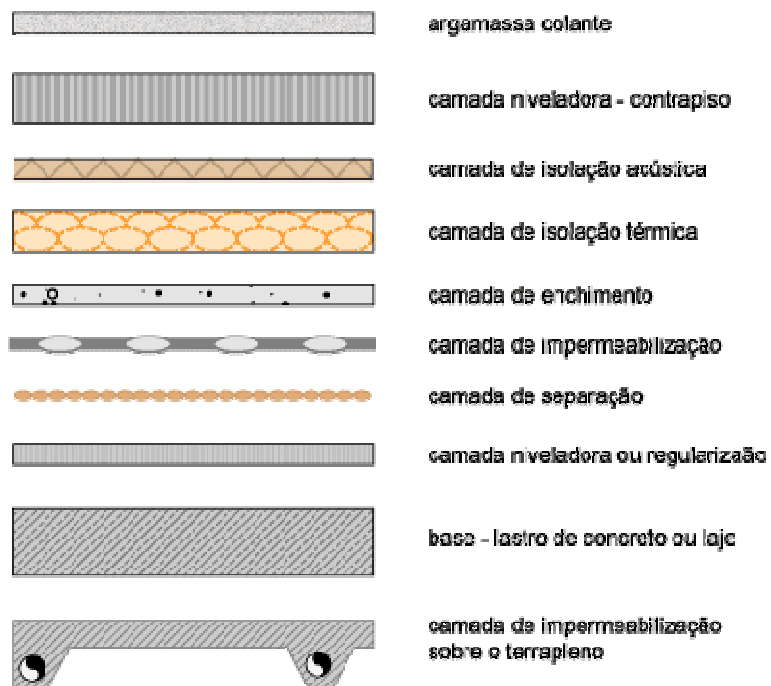 argamassa colante
camada niveladora - contrapiso
camada de isolação acústica
camada de isolação térmica
camada de enchimento
camada de impermeabilização
camada de separação
camada niveladora ou regularizaão
base - lastro de concreto ou laje
camada de impermeabilização
sobre o terrapleno